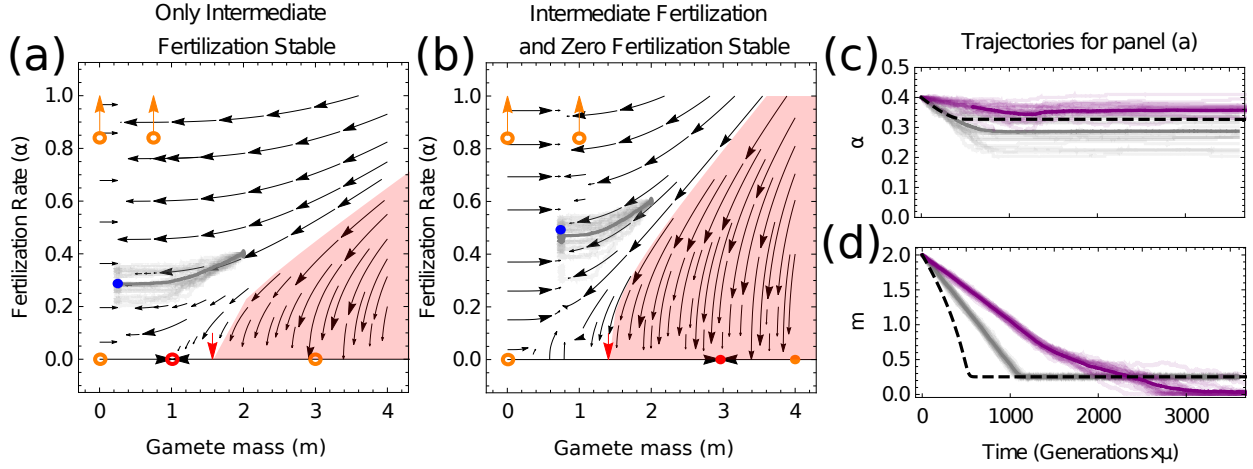 Only Intermediate
Fertilization Stable
Intermediate Fertilization
and Zero Fertilization Stable
Trajectories for panel (a)
(a)
(b)
(c)
(d)
Fertilization Rate (α)
1.0
0.8
0.6
0.4
0.2
0.0
0
1
2
3
4
Gamete mass (m)
Fertilization Rate (α)
1.0
0.8
0.6
0.4
0.2
0.0
0
1
2
3
4
Gamete mass (m)
α
0.5
0.4
0.3
0.2
0.1
0.0
m
2.0
1.5
1.0
0.5
0.0
0
1000
2000
3000
Time (Generations×μ)